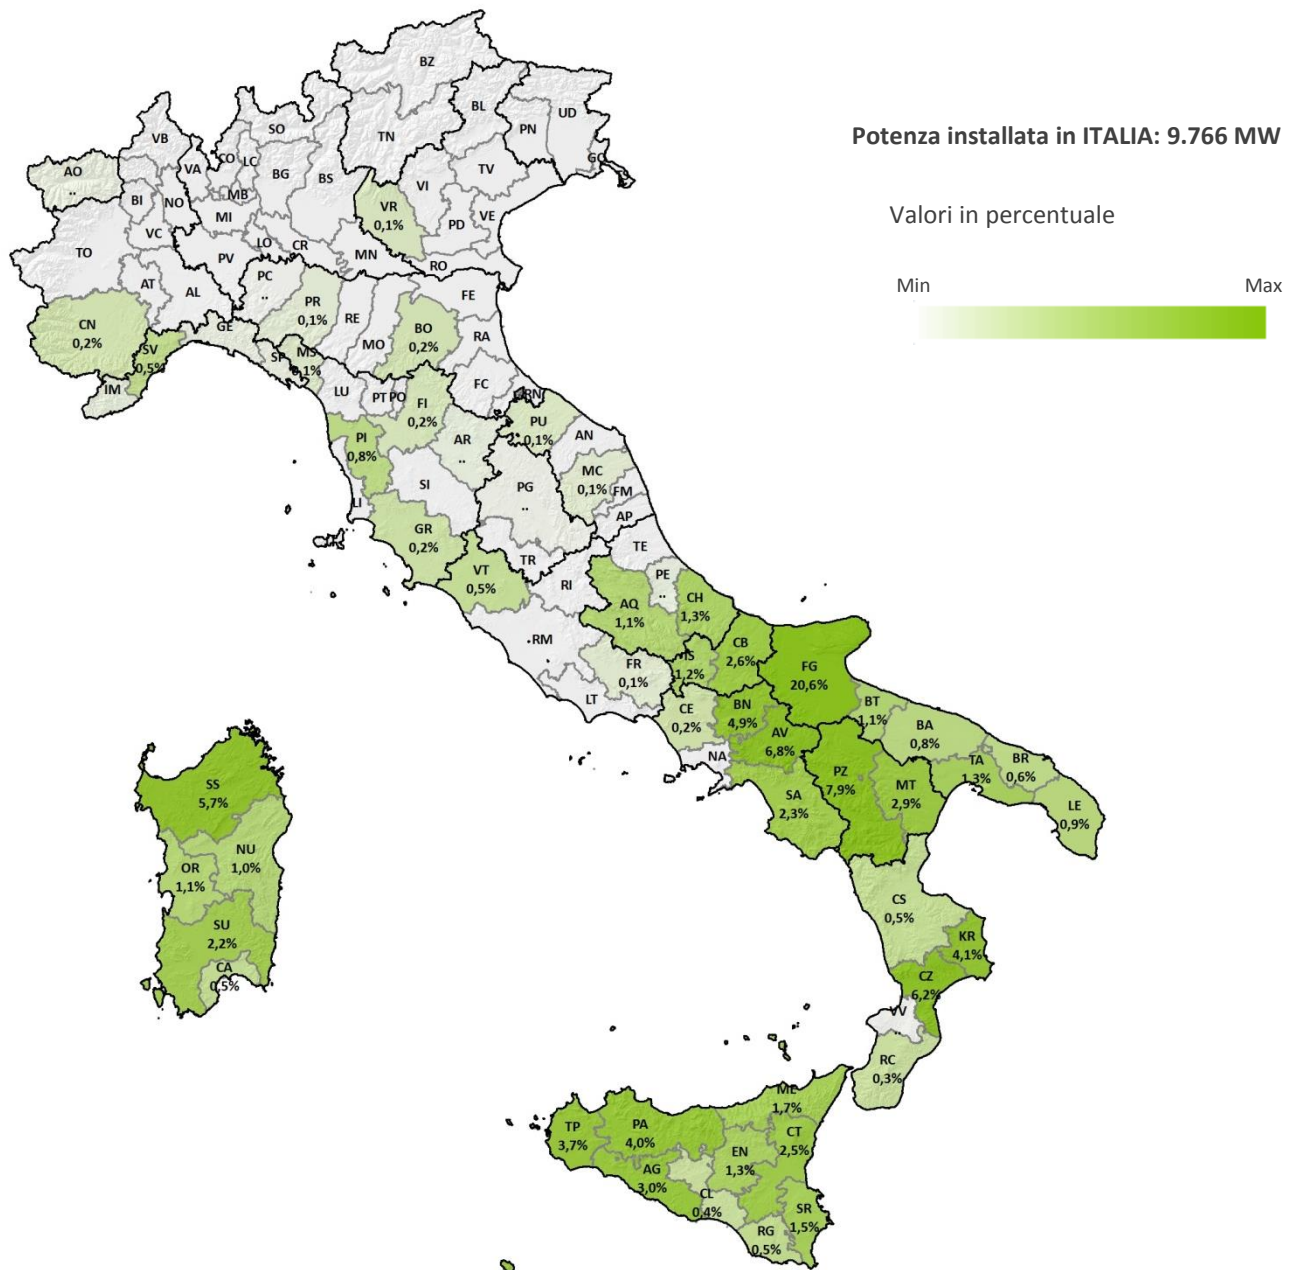 BZ
BL
UD
PN
TN
VB
SO
Potenza installata in ITALIA: 9.766 MW
CO
LC
GO
AO
..
VA
BG
BS
TV
VI
BI
NO
MB
VR
0,1%
Valori in percentuale
MI
VE
PD
VC
LO
CR
TO
PV
MN
RO
PC
..
Min
Max
AT
AL
PR
0,1%
FE
CN
0,2%
GE
RE
BO
0,2%
RA
SV
0,5%
SP
MS
0,1%
MO
IM
LU
PT
PO
FC
RN
FI
0,2%
PU
0,1%
AN
PI
0,8%
AR
..
MC
0,1%
SI
PG
..
FM
LI
AP
GR
0,2%
TE
TR
VT
0,5%
RI
PE
..
AQ
1,1%
CH
1,3%
RM
CB
2,6%
IS
1,2%
FR
0,1%
FG
20,6%
LT
CE
0,2%
BN
4,9%
BT
1,1%
BA
0,8%
AV
6,8%
NA
TA
1,3%
BR
0,6%
PZ
7,9%
SS
5,7%
SA
2,3%
MT
2,9%
LE
0,9%
NU
1,0%
OR
1,1%
CS
0,5%
SU
2,2%
KR
4,1%
CA
0,5%
CZ
6,2%
VV
..
RC
0,3%
ME
1,7%
TP
3,7%
PA
4,0%
CT
2,5%
EN
1,3%
AG
3,0%
CL
0,4%
SR
1,5%
RG
0,5%